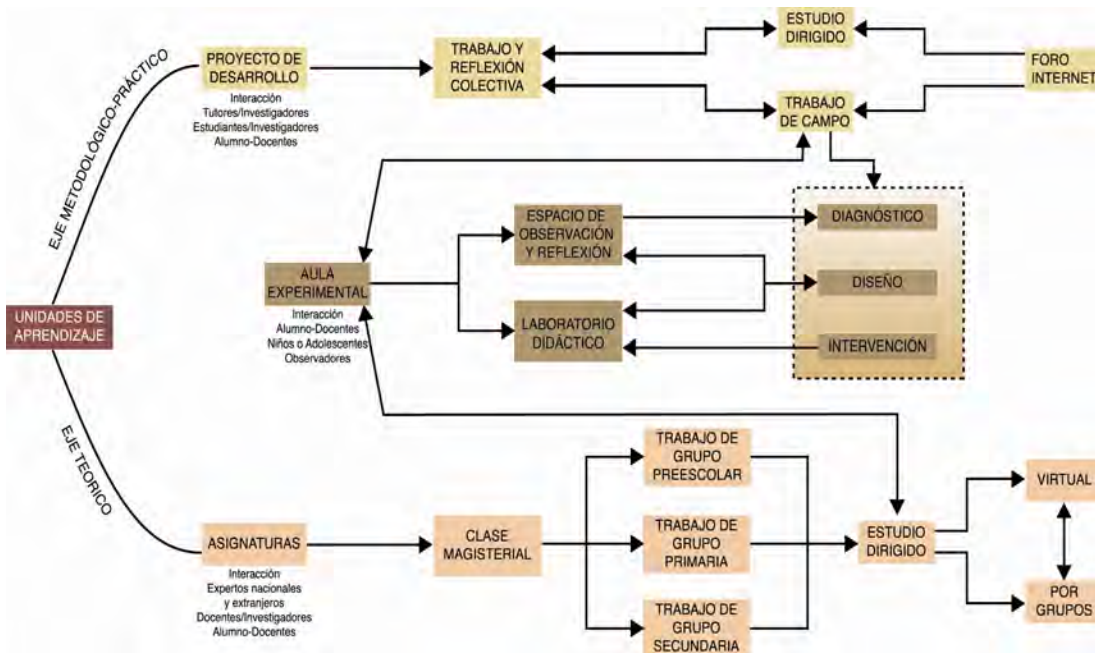 EJE METODOLÓGICO-PRÁCTICO
PROYECTO DE
DESARROLLO
Interacción
Tutores/Investigadores
Estudiantes/Investigadores
Alumno-Docentes
TRABAJO Y
REFLEXIÓN
COLECTIVA
ESTUDIO
DIRIGIDO
TRABAJO
DE CAMPO
FORO
INTERNET
UNIDADES DE
APRENDIZAJE
AULA
EXPERIMENTAL
Interacción
Alumno-Docentes
Niños o Adolescentes
Observadores
ESPACIO DE
OBSERVACIÓN
Y REFLEXIÓN
LABORATORIO
DIDÁCTICO
DIAGNÓSTICO
DISEÑO
INTERVENCIÓN
EJE TEORICO
ASIGNATURAS
Interacción
Expertos nacionales
y extranjeros
Docentes/Investigadores
Alumno-Docentes
CLASE
MAGISTERIAL
TRABAJO DE
GRUPO
PREESCOLAR
TRABAJO DE
GRUPO
PRIMARIA
TRABAJO DE
GRUPO
SECUNDARIA
ESTUDIO
DIRIGIDO
VIRTUAL
POR
GRUPOS